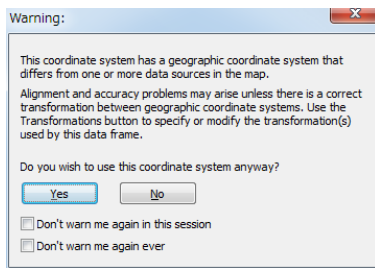 Warning:
This coordinate system has a geographic coordinate system that
differs from one or more data sources in the map.
Alignment and accuracy problems may arise unless there is a correct
transformation between geographic coordinate systems. Use the
Transformations button to specify or modify the transformation(s)
used by this data frame.
Do you wish to use this coordinate system anyway?
Yes No
Don't warn me again in this session
Don't warn me again ever